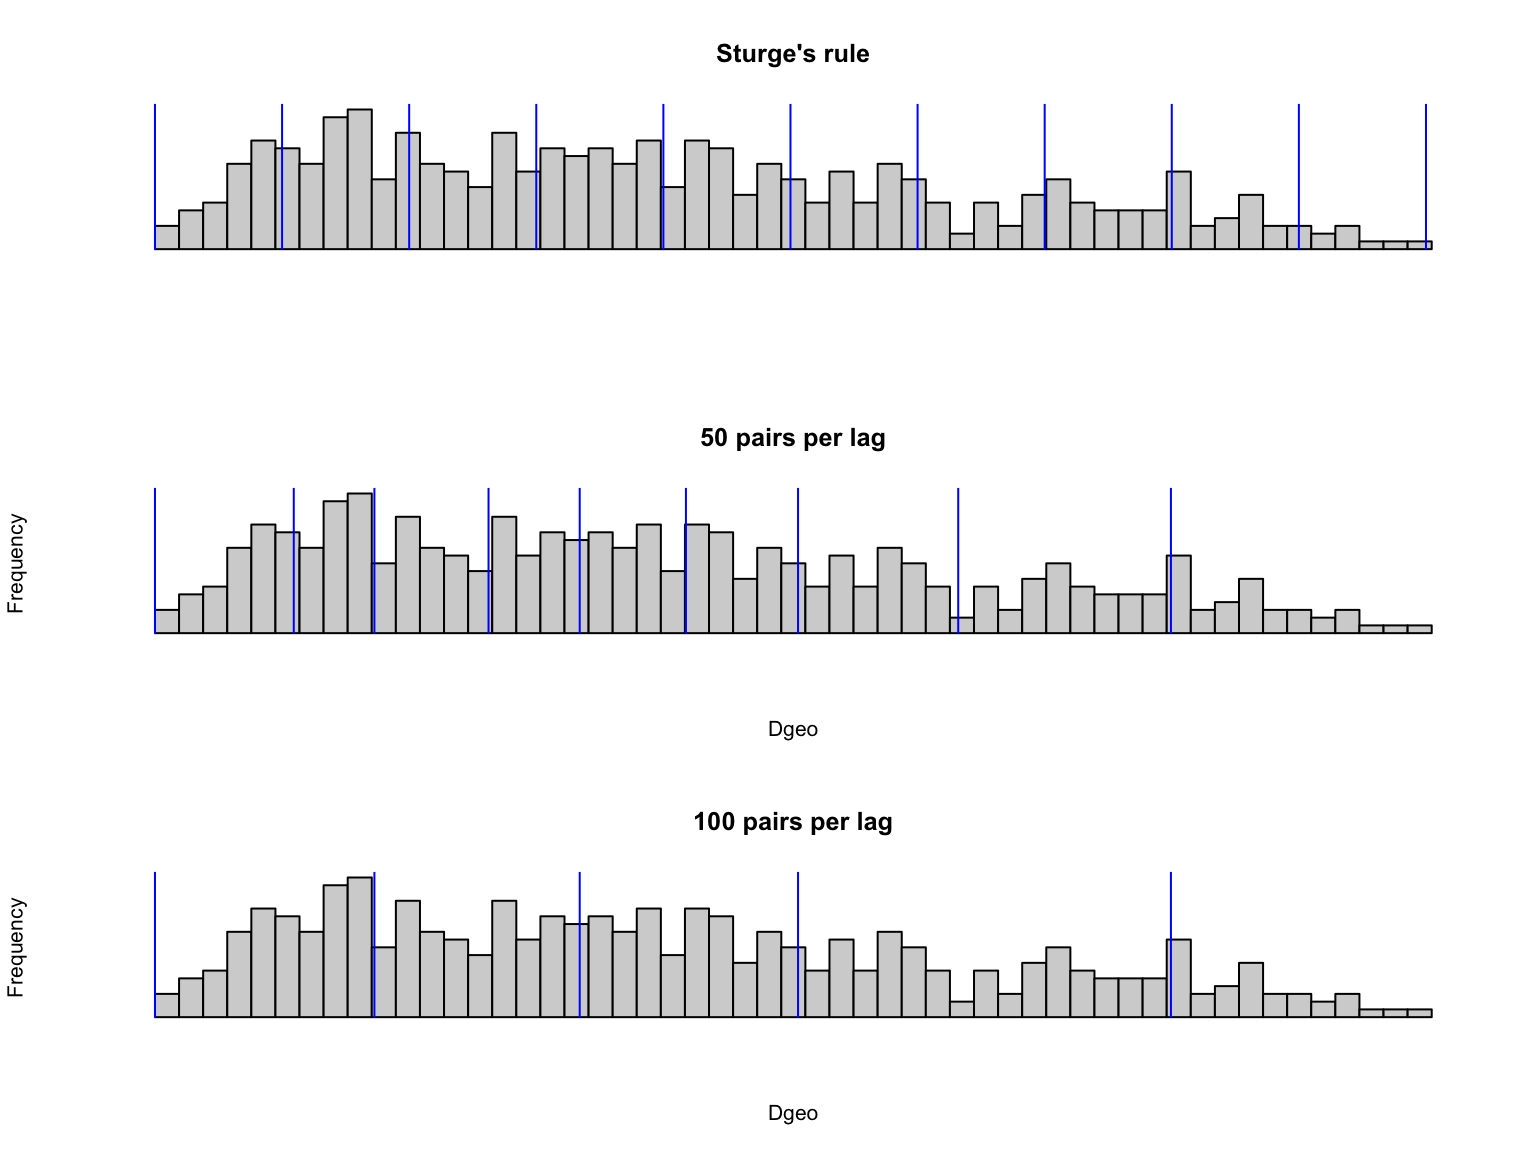 Sturge's rule
50 pairs per lag
Frequency
Dgeo
100 pairs per lag
Frequency
Dgeo